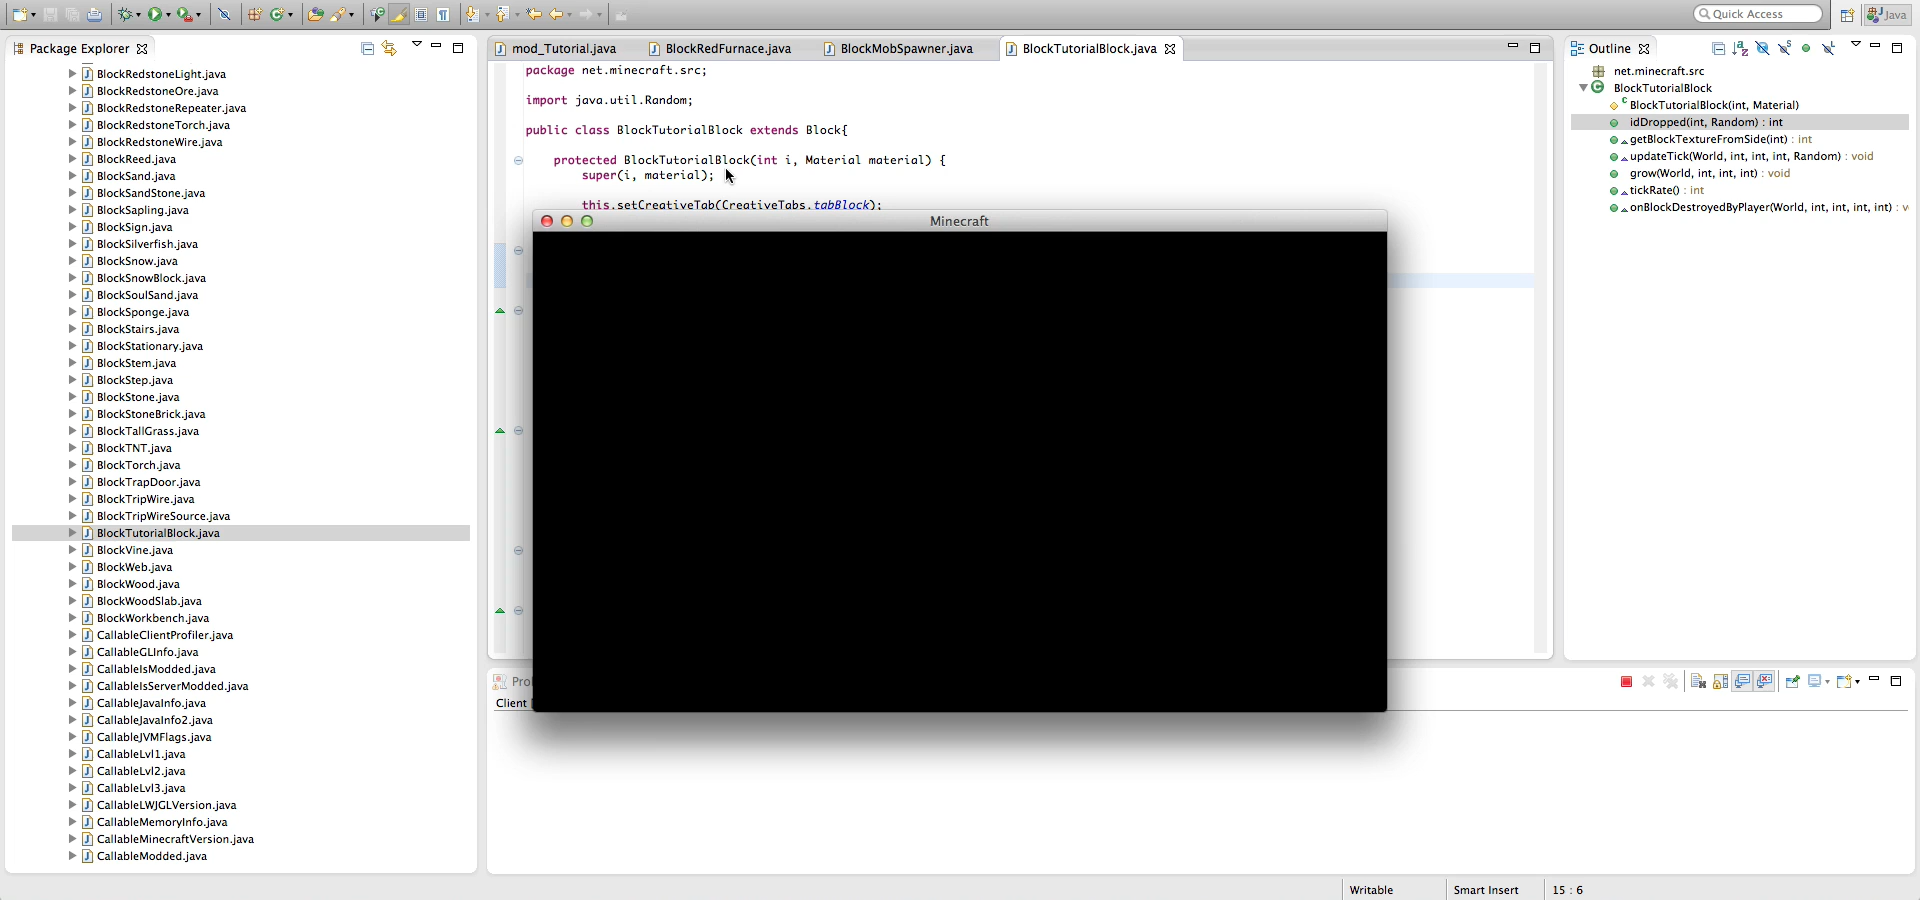 Quick Access
Java
Package Explorer
BlockRedstoneLight.java
BlockRedstoneOre.java
BlockRedstoneRepeater.java
BlockRedstoneTorch.java
BlockRedstoneWire.java
BlockReed.java
BlockSand.java
BlockSandStone.java
BlockSapling.java
BlockSign.java
BlockSilverfish.java
BlockSnow.java
BlockSnowBlock.java
BlockSoulSand.java
BlockSponge.java
BlockStairs.java
BlockStationary.java
BlockStem.java
BlockStep.java
BlockStone.java
BlockStoneBrick.java
BlockTallGrass.java
BlockTNT.java
BlockTorch.java
BlockTrapDoor.java
BlockTripWire.java
BlockTripWireSource.java
BlockTutorialBlock.java
BlockVine.java
BlockWeb.java
BlockWood.java
BlockWoodSlab.java
BlockWorkbench.java
CallableClientProfiler.java
CallableGLInfo.java
CallableIsModded.java
CallableIsServerModded.java
CallableJavaInfo.java
CallableJavaInfo2.java
CallableJVMFlags.java
CallableLvl1.java
CallableLvl2.java
CallableLvl3.java
CallableLWJGLVersion.java
CallableMemoryInfo.java
CallableMinecraftVersion.java
CallableModded.java
mod_Tutorial.java BlockRedFurnace.java BlockMobSpawner.java BlockTutorialBlock.java
package net.minecraft.src;
import java.util.Random;
public class BlockTutorialBlock extends Block{
protected BlockTutorialBlock(int i, Material material) {
super(i, material);
this.setCreativeTab(CreativeTabs.tabBlock);
Minecraft
Client
Outline
net.minecraft.src
BlockTutorialBlock
BlockTutorialBlock(int, Material)
idDropped(int, Random) : int
getBlockTextureFromSide(int) : int
updateTick(World, int, int, int, Random) : void
grow(World, int, int, int) : void
tickRate() : int
onBlockDestroyedByPlayer(World, int, int, int, int) :
Writable
Smart Insert
15 : 6